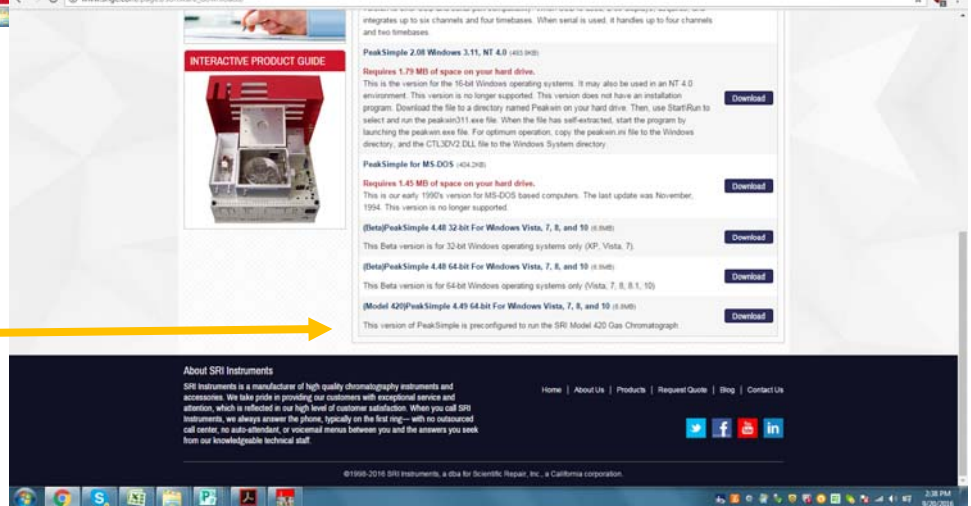 integrates up to six channels and four timebases. When serial is used, it handles up to four channels
and two timebases.
INTERACTIVE PRODUCT GUIDE
PeakSimple 2.08 Windows 3.11, NT 4.0
Requires 1.79 MB of space on your hard drive.
This is the version for the 16-bit Windows operating systems. It may also be used in an NT 4.0
environment. This version is no longer supported. This version does not have an installation
program. Download the file to a directory named Peakwin on your hard drive. Then, use Start\Run to
select and run the peakwin311.exe file. When the file has self-extracted, start the program by
launching the peakwin.exe file. For optimum operation, copy the peakwin.ini file to the Windows
directory, and the CTL3DV2.DLL file to the Windows System directory.
Download
PeakSimple for MS-DOS (404.2KB)
Requires 1.45 MB of space on your hard drive.
This is our early 1990's version for MS-DOS based computers. The last update was November,
1994. This version is no longer supported.
Download
(Beta)PeakSimple 4.48 32-bit For Windows Vista, 7, 8, and 10
This Beta version is for 32-bit Windows operating systems only (XP, Vista, 7).
Download
(Beta)PeakSimple 4.48 64-bit For Windows Vista, 7, 8, and 10
This Beta version is for 64-bit Windows operating systems only (Vista, 7, 8, 8.1, 10)
Download
(Model 420)PeakSimple 4.49 64-bit For Windows Vista, 7, 8, and 10
This version of PeakSimple is preconfigured to run the SRI Model 420 Gas Chromatograph
Download
About SRI Instruments
SRI Instruments is a manufacturer of high quality chromatography instruments and
accessories. We take pride in providing our customers with exceptional service and
attention, which is reflected in our high level of customer satisfaction. When you call SRI
Instruments, we always answer the phone, typically on the first ring— with no outsourced
call center, no auto-attendant, or voicemail menus between you and the answers you seek
from our knowledgeable technical staff.
Home | About Us | Products | Request Quote | Blog | Contact Us
©1998-2016 SRI Instruments, a dba for Scientific Repair, Inc., a California corporation.
2:38 PM
9/20/2016